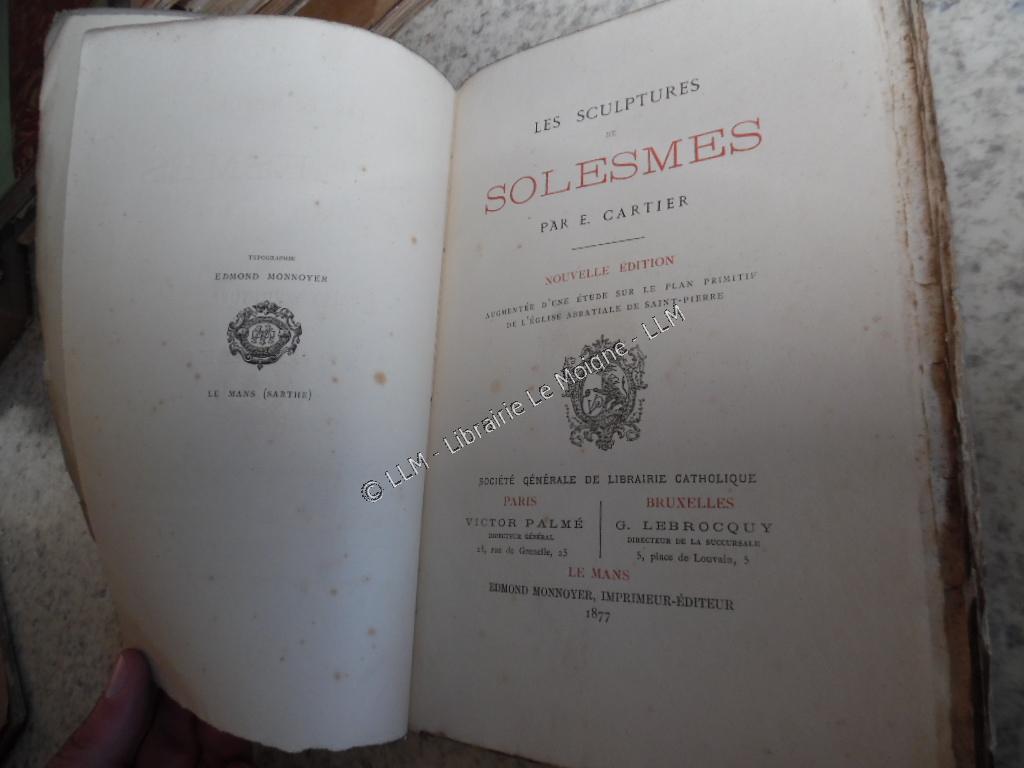 TYPOGRAPHIE
EDMOND MONNOYER
LE MANS (SARTHE)
LES SCULPTURES
DE
SOLESMES
PAR E. CARTIER
NOUVELLE ÉDITION
AUGMENTÉE D'UNE ÉTUDE SUR LE PLAN PRIMITIF
DE L'ÉGLISE ABBATIALE DE SAINT-PIERRE
SOCIÉTÉ GÉNÉRALE DE LIBRAIRIE CATHOLIQUE
PARIS
VICTOR PALMÉ
DIRECTEUR GÉNÉRAL
rue de Grenelle, 25
BRUXELLES
G. LEBROCQUY
DIRECTEUR DE LA SUCCURSALE
5, place de Louvain, 5
LE MANS
EDMOND MONNOYER, IMPRIMEUR-ÉDITEUR
1877
© LLM - Librairie Le Moigne - LLM